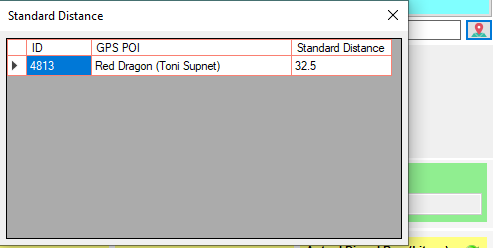 Standard Distance
ID GPS POI Standard Distance
4813 Red Dragon (Toni Supnet) 32.5